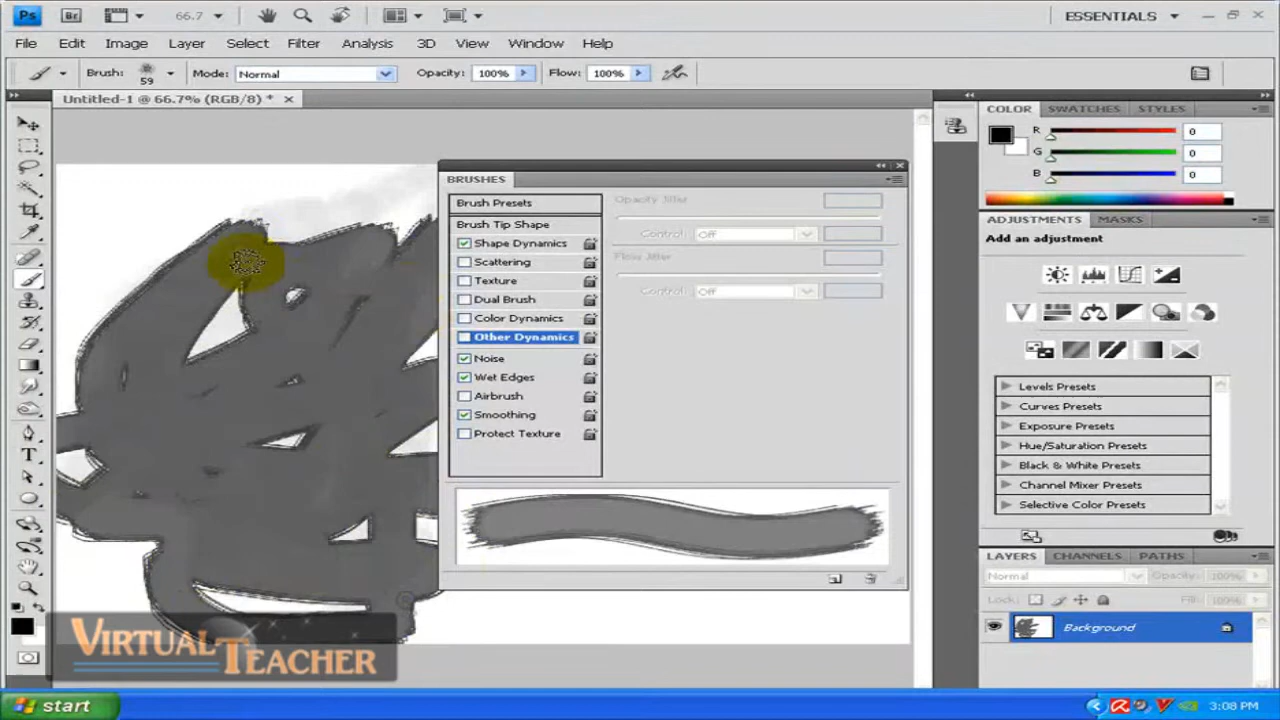 Ps Br 66.7 ESSENTIALS
File Edit Image Layer Select Filter Analysis 3D View Window Help
Brush: 59 Mode: Normal Opacity: 100% Flow: 100%
Untitled-1 @ 66.7% (RGB/8) *
COLOR SWATCHES STYLES
R 0
G 0
B 0
BRUSHES
Brush Presets
Brush Tip Shape
Shape Dynamics
Scattering
Texture
Dual Brush
Color Dynamics
Other Dynamics
Noise
Wet Edges
Airbrush
Smoothing
Protect Texture
Opacity Jitter
Control: Off
Flow Jitter
Control: Off
ADJUSTMENTS MASKS
Add an adjustment
Levels Presets
Curves Presets
Exposure Presets
Hue/Saturation Presets
Black & White Presets
Channel Mixer Presets
Selective Color Presets
LAYERS CHANNELS PATHS
Normal Opacity: 100%
Lock: Fill: 100%
Background
VIRTUAL
TEACHER
start 3:08 PM